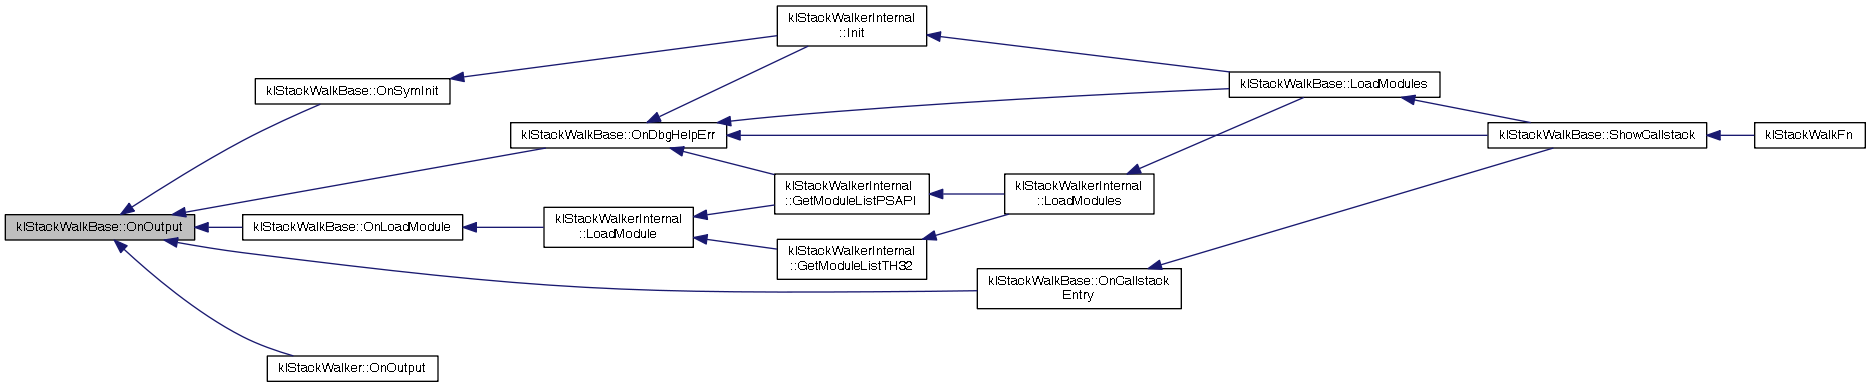 klStackWalkerInternal
::Init
klStackWalkBase::OnSymInit
klStackWalkBase::LoadModules
klStackWalkBase::OnDbgHelpErr
klStackWalkBase::ShowCallstack
klStackWalkFn
klStackWalkerInternal
::GetModuleListPSAPI
klStackWalkerInternal
::LoadModules
klStackWalkBase::OnOutput
klStackWalkBase::OnLoadModule
klStackWalkerInternal
::LoadModule
klStackWalkerInternal
::GetModuleListTH32
klStackWalkBase::OnCallstack
Entry
klStackWalker::OnOutput